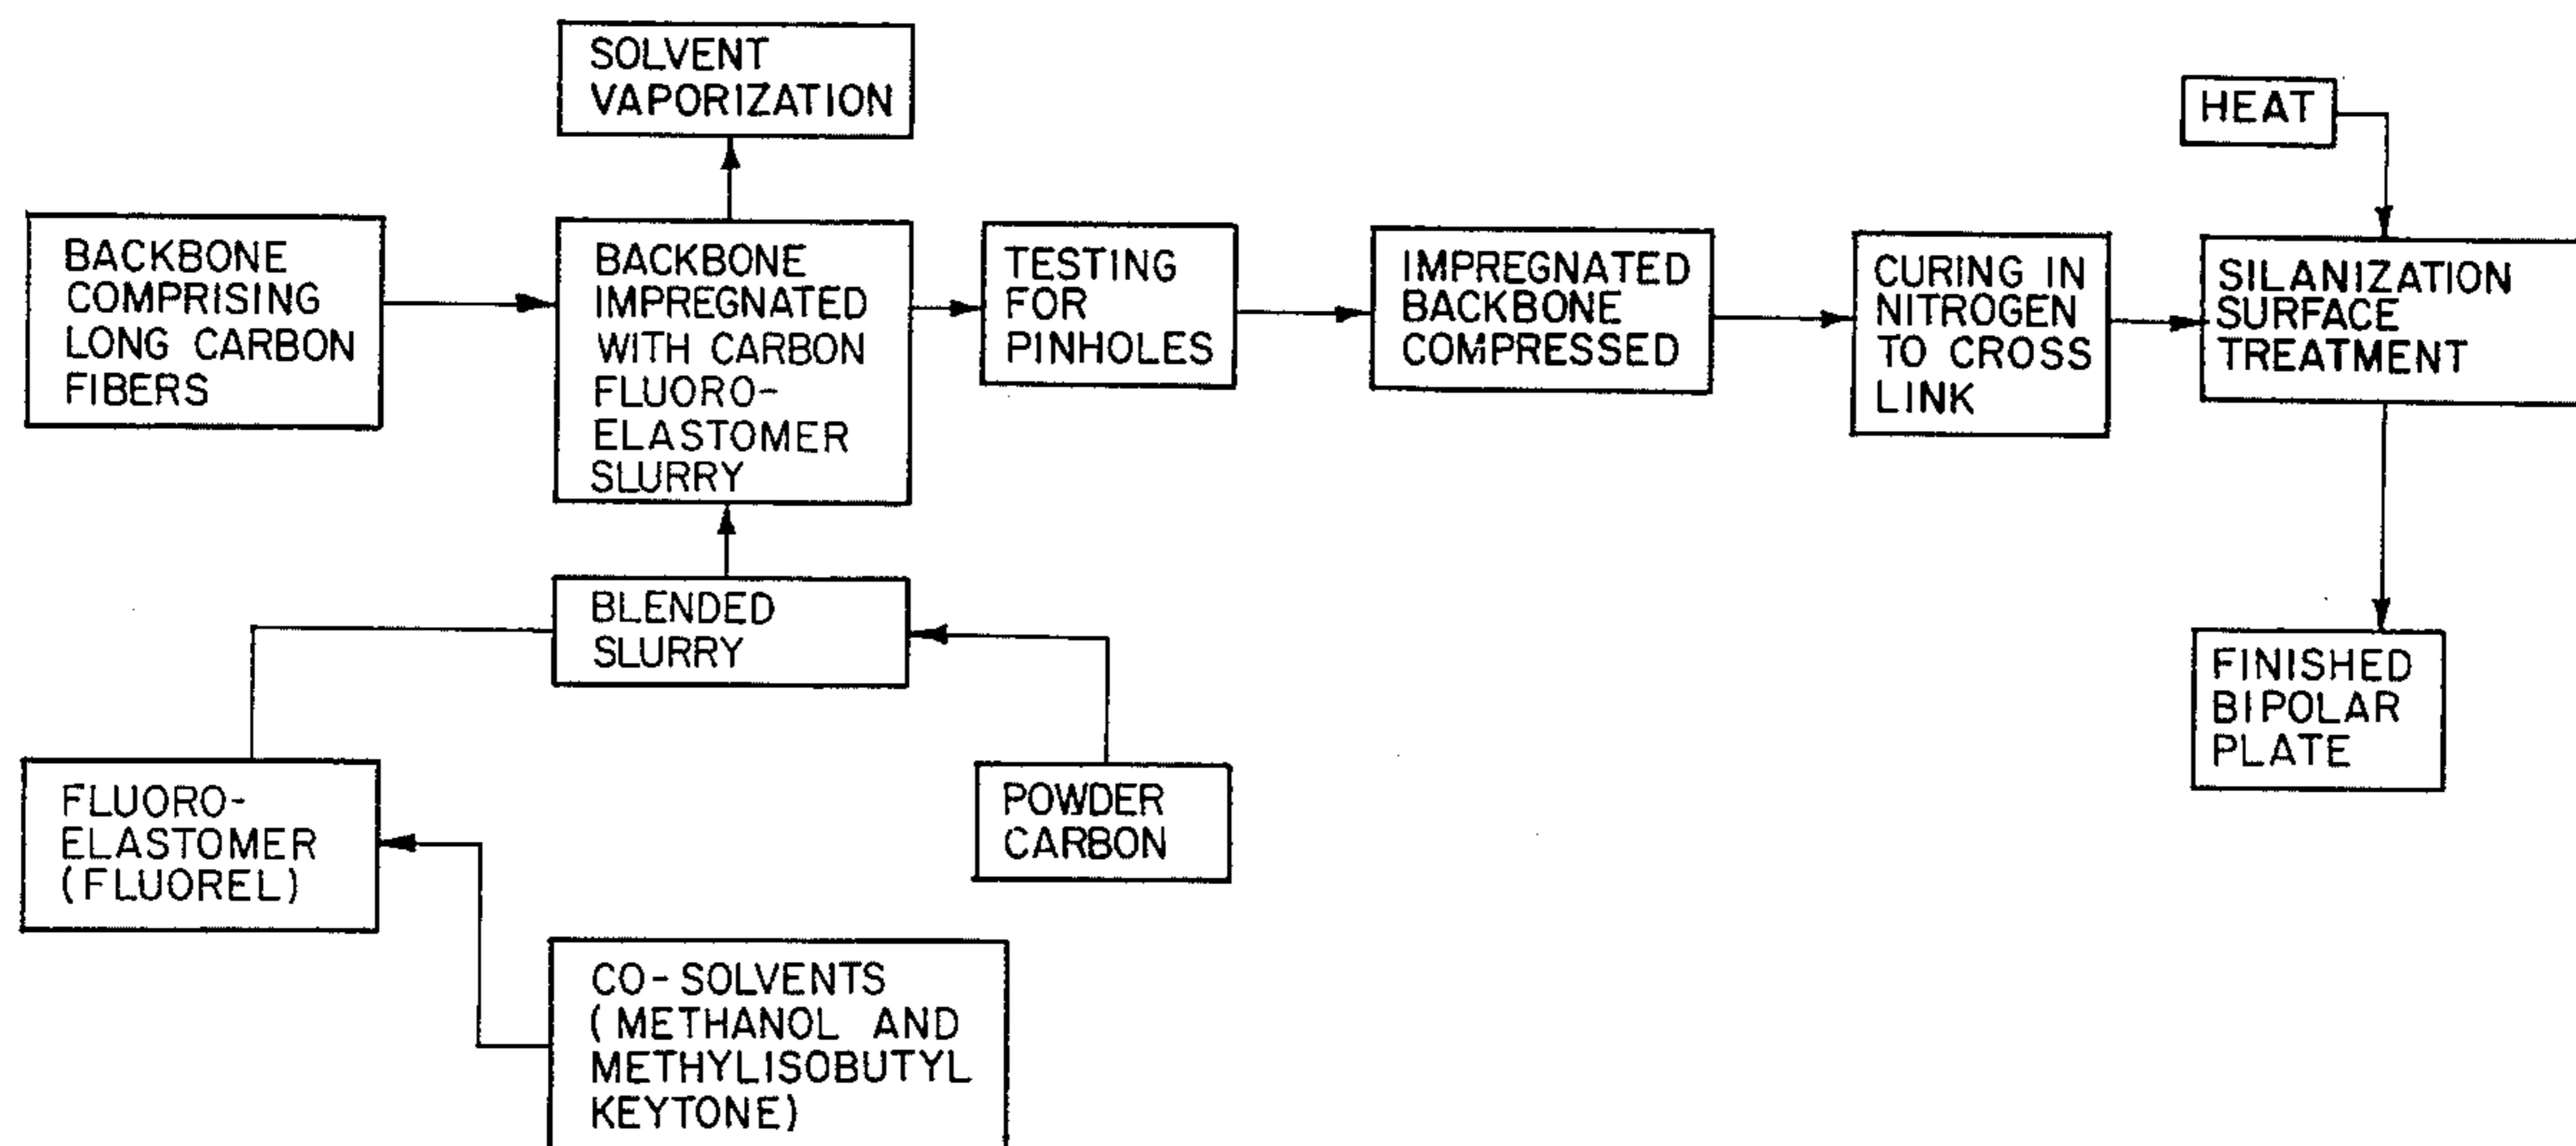 SOLVENT
VAPORIZATION
HEAT
BACKBONE
COMPRISING
LONG CARBON
FIBERS
BACKBONE
IMPREGNATED
WITH CARBON
FLUORO-
ELASTOMER
SLURRY
TESTING
FOR
PINHOLES
IMPREGNATED
BACKBONE
COMPRESSED
CURING IN
NITROGEN
TO CROSS
LINK
SILANIZATION
SURFACE
TREATMENT
BLENDED
SLURRY
FINISHED
BIPOLAR
PLATE
FLUORO-
ELASTOMER
(FLUOREL)
POWDER
CARBON
CO-SOLVENTS
(METHANOL AND
METHYLISOBUTYL
KEYTONE)